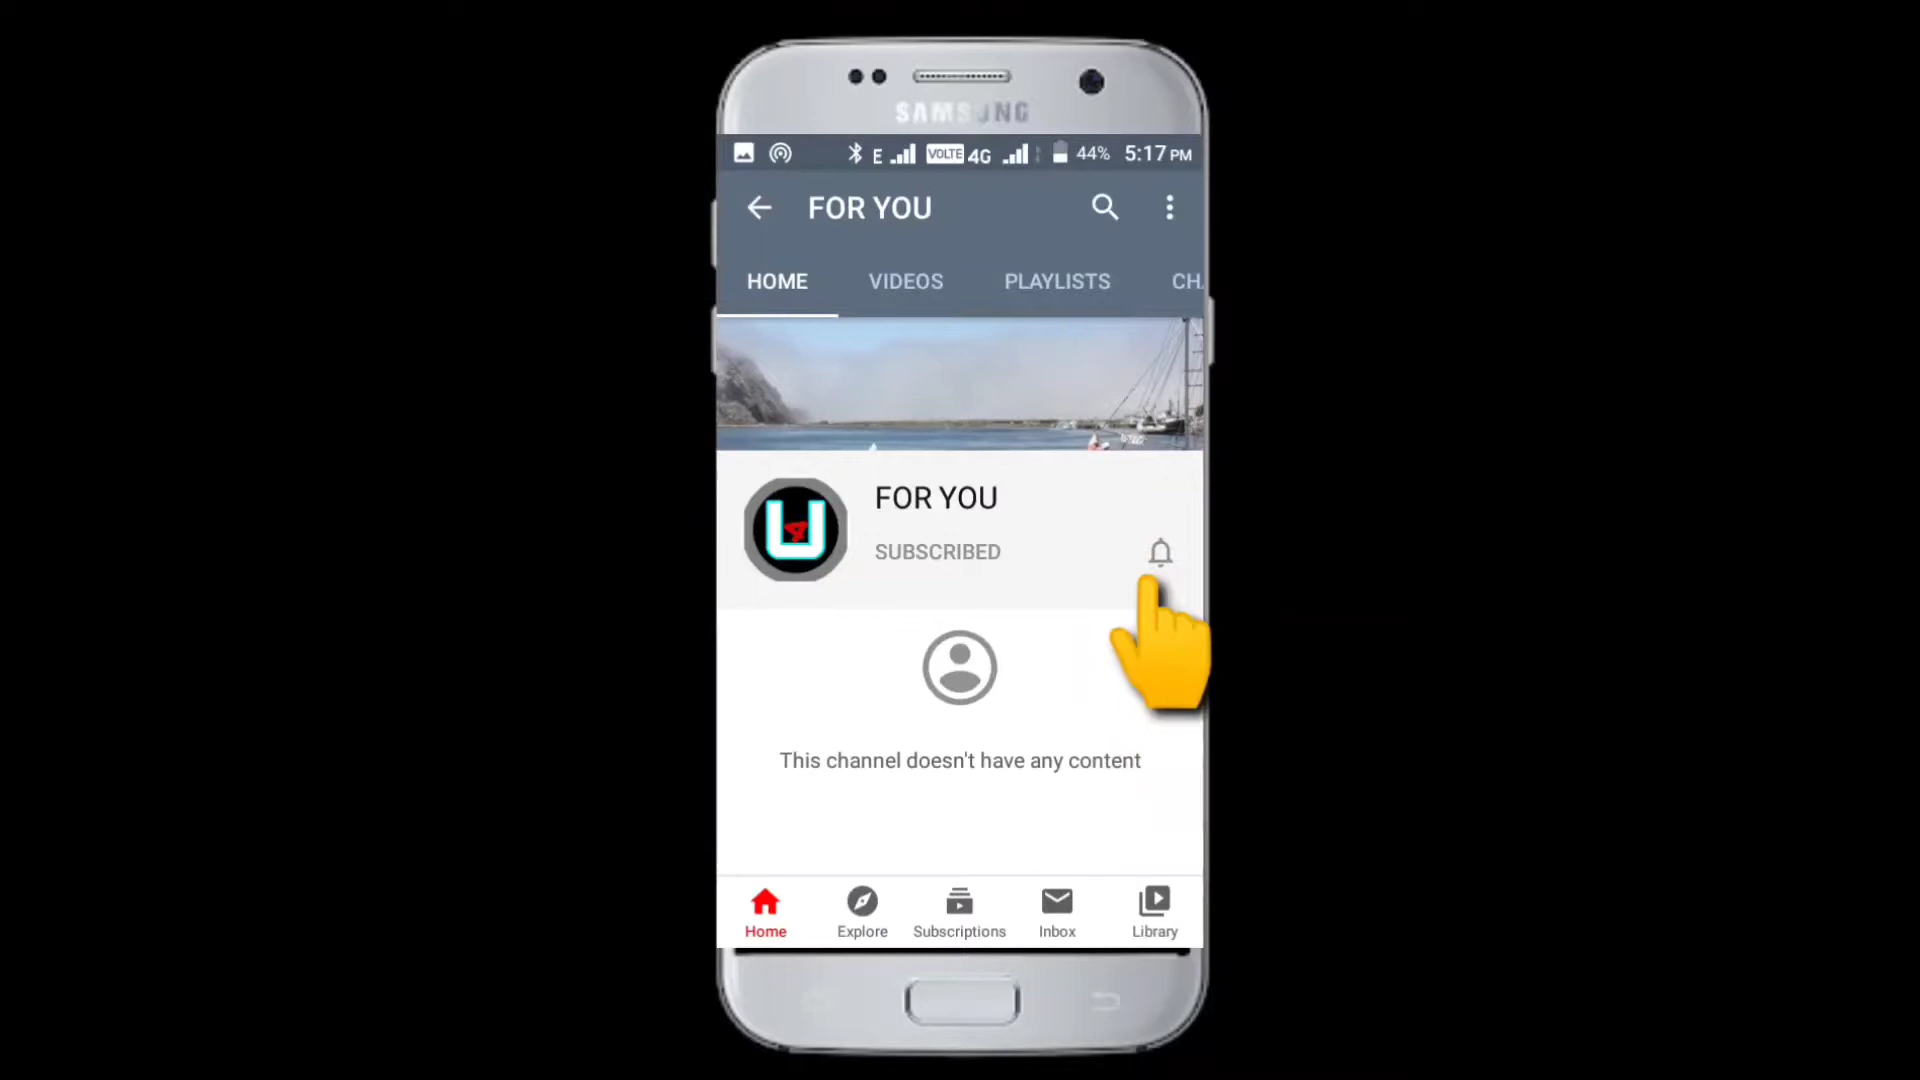 SAMSUNG
E VOLTE 4G 44% 5:17 PM
FOR YOU
HOME VIDEOS PLAYLISTS CH
FOR YOU
SUBSCRIBED
This channel doesn't have any content
Home Explore Subscriptions Inbox Library